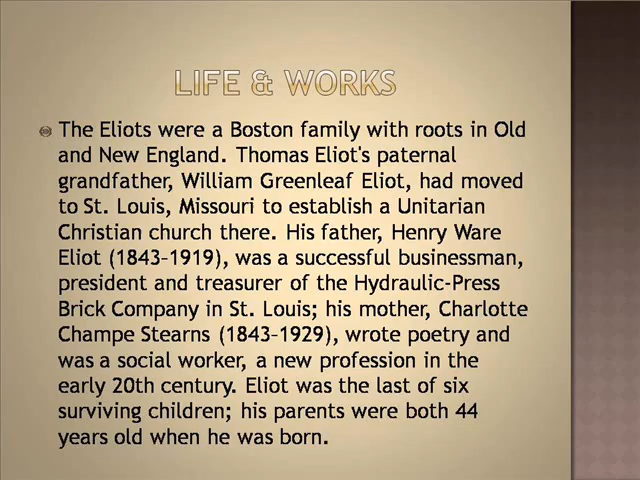 LIFE & WORKS
The Eliots were a Boston family with roots in Old
and New England. Thomas Eliot's paternal
grandfather, William Greenleaf Eliot, had moved
to St. Louis, Missouri to establish a Unitarian
Christian church there. His father, Henry Ware
Eliot (1843–1919), was a successful businessman,
president and treasurer of the Hydraulic-Press
Brick Company in St. Louis; his mother, Charlotte
Champe Stearns (1843–1929), wrote poetry and
was a social worker, a new profession in the
early 20th century. Eliot was the last of six
surviving children; his parents were both 44
years old when he was born.